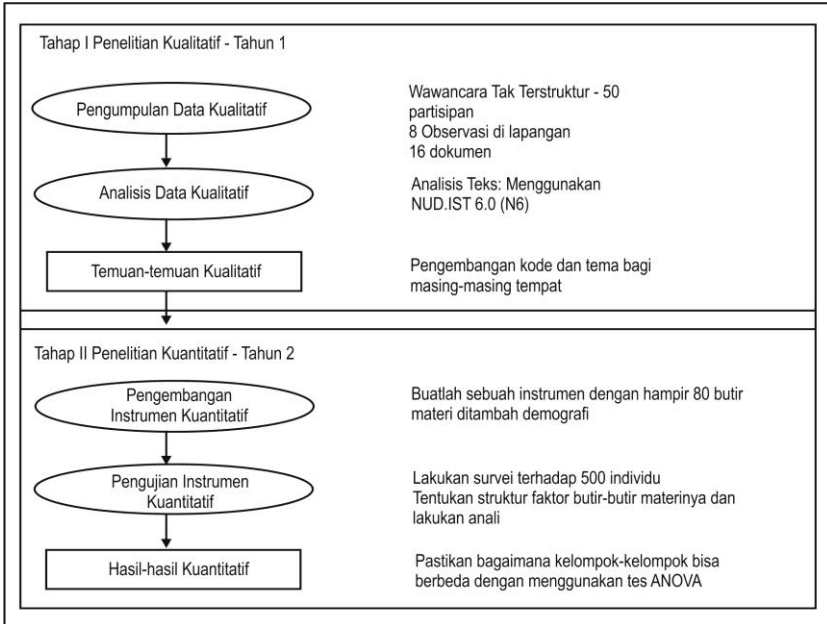 Tahap I Penelitian Kualitatif - Tahun 1
Pengumpulan Data Kualitatif
Wawancara Tak Terstruktur - 50
partisipan
8 Observasi di lapangan
16 dokumen
Analisis Data Kualitatif
Analisis Teks: Menggunakan
NUD.IST 6.0 (N6)
Temuan-temuan Kualitatif
Pengembangan kode dan tema bagi
masing-masing tempat
Tahap II Penelitian Kuantitatif - Tahun 2
Pengembangan
Instrumen Kuantitatif
Buatlah sebuah instrumen dengan hampir 80 butir
materi ditambah demografi
Pengujian Instrumen
Kuantitatif
Lakukan survei terhadap 500 individu
Tentukan struktur faktor butir-butir materinya dan
lakukan anali
Hasil-hasil Kuantitatif
Pastikan bagaimana kelompok-kelompok bisa
berbeda dengan menggunakan tes ANOVA